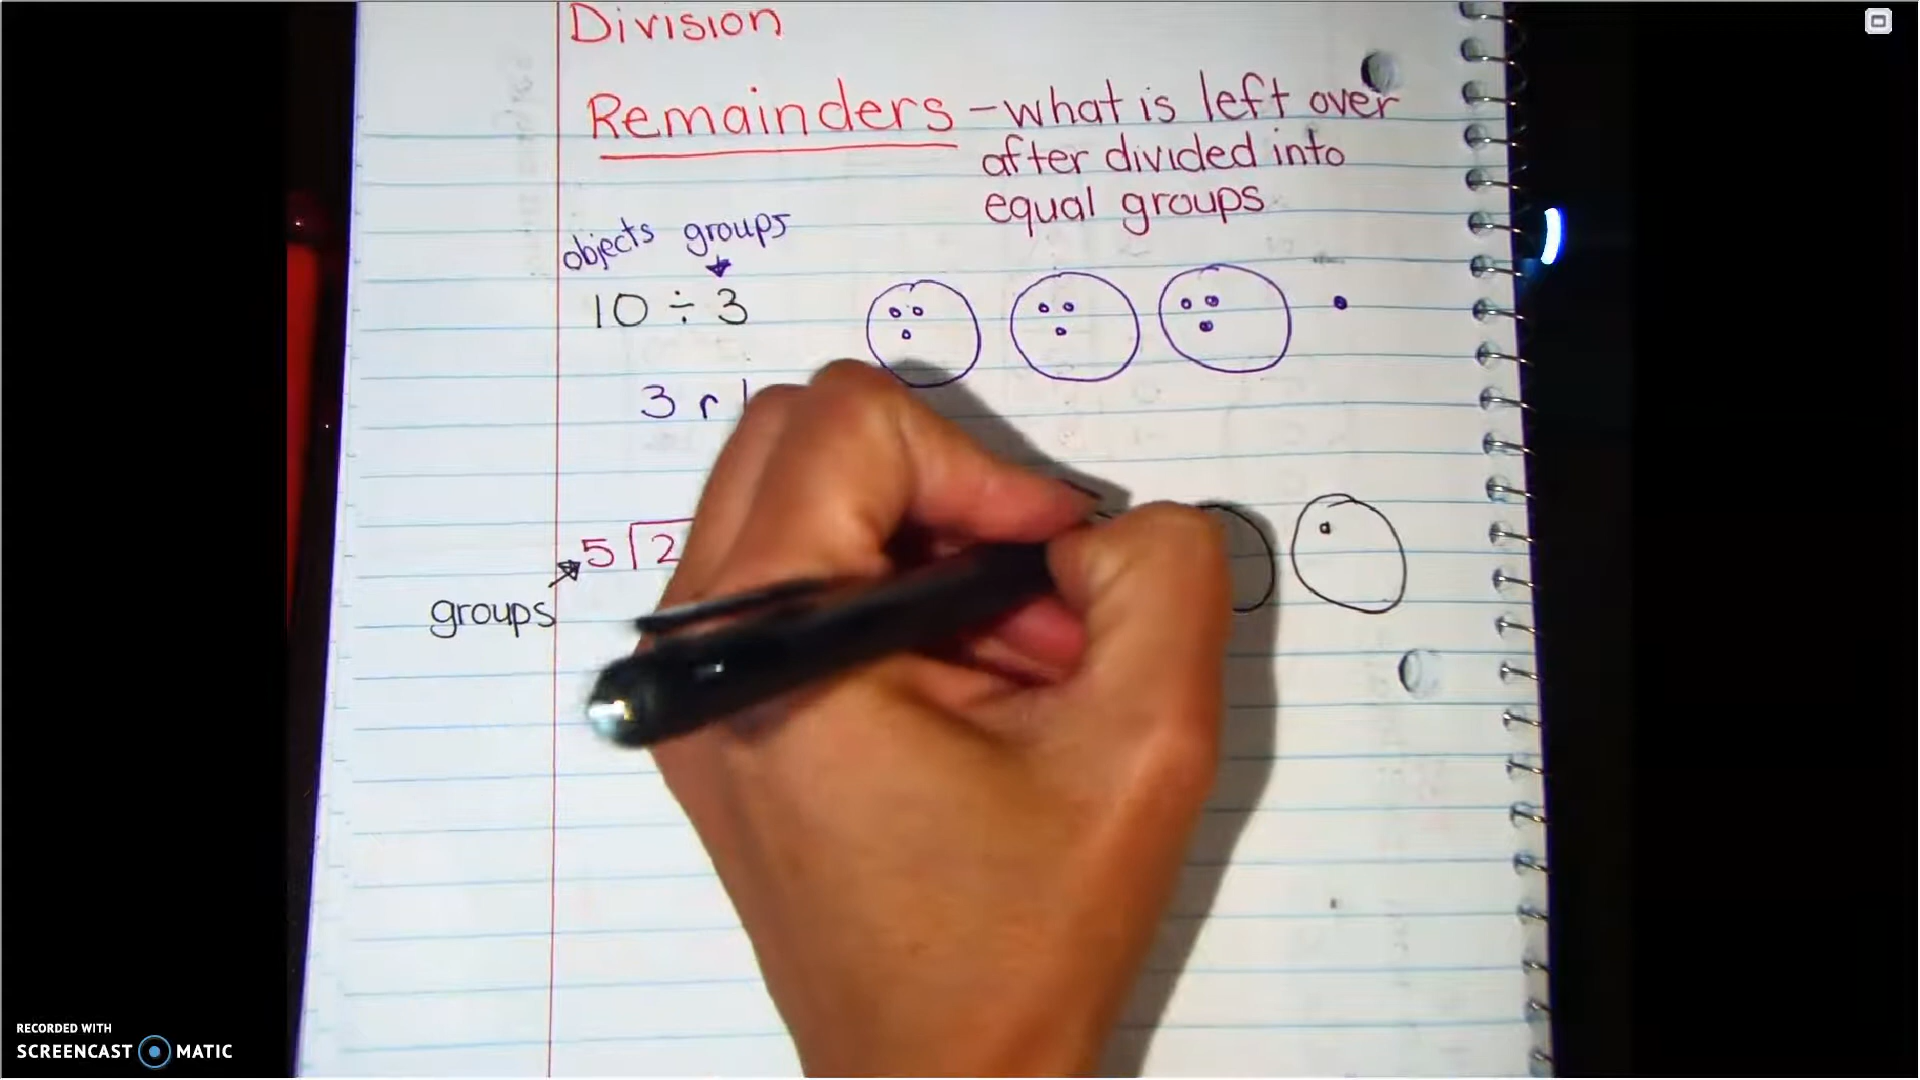 Division
Remainders - what is left over
after divided into
equal groups
objects groups
10 ÷ 3
3 r
5 2
groups
RECORDED WITH
SCREENCAST MATIC